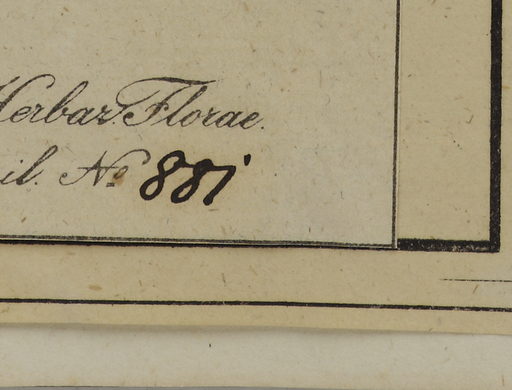 Herbar. Florae.
il. No 881